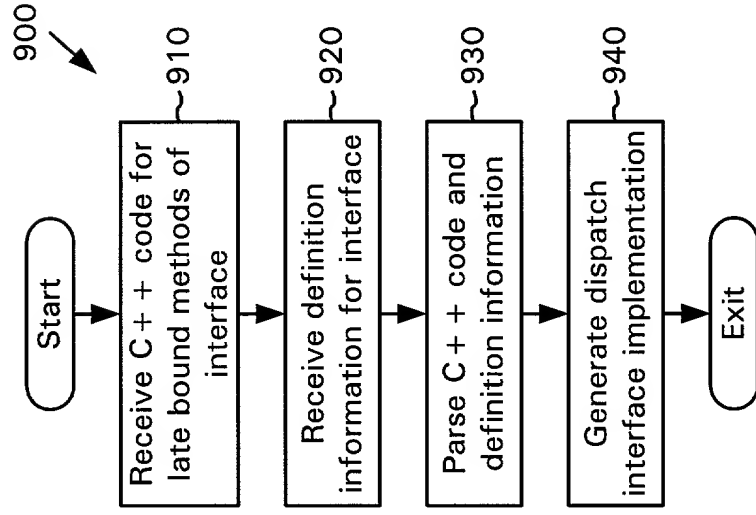 900
Start
Receive C++ code for
late bound methods of
interface
910
Receive definition
information for interface
920
Parse C++ code and
definition information
930
Generate dispatch
interface implementation
940
Exit